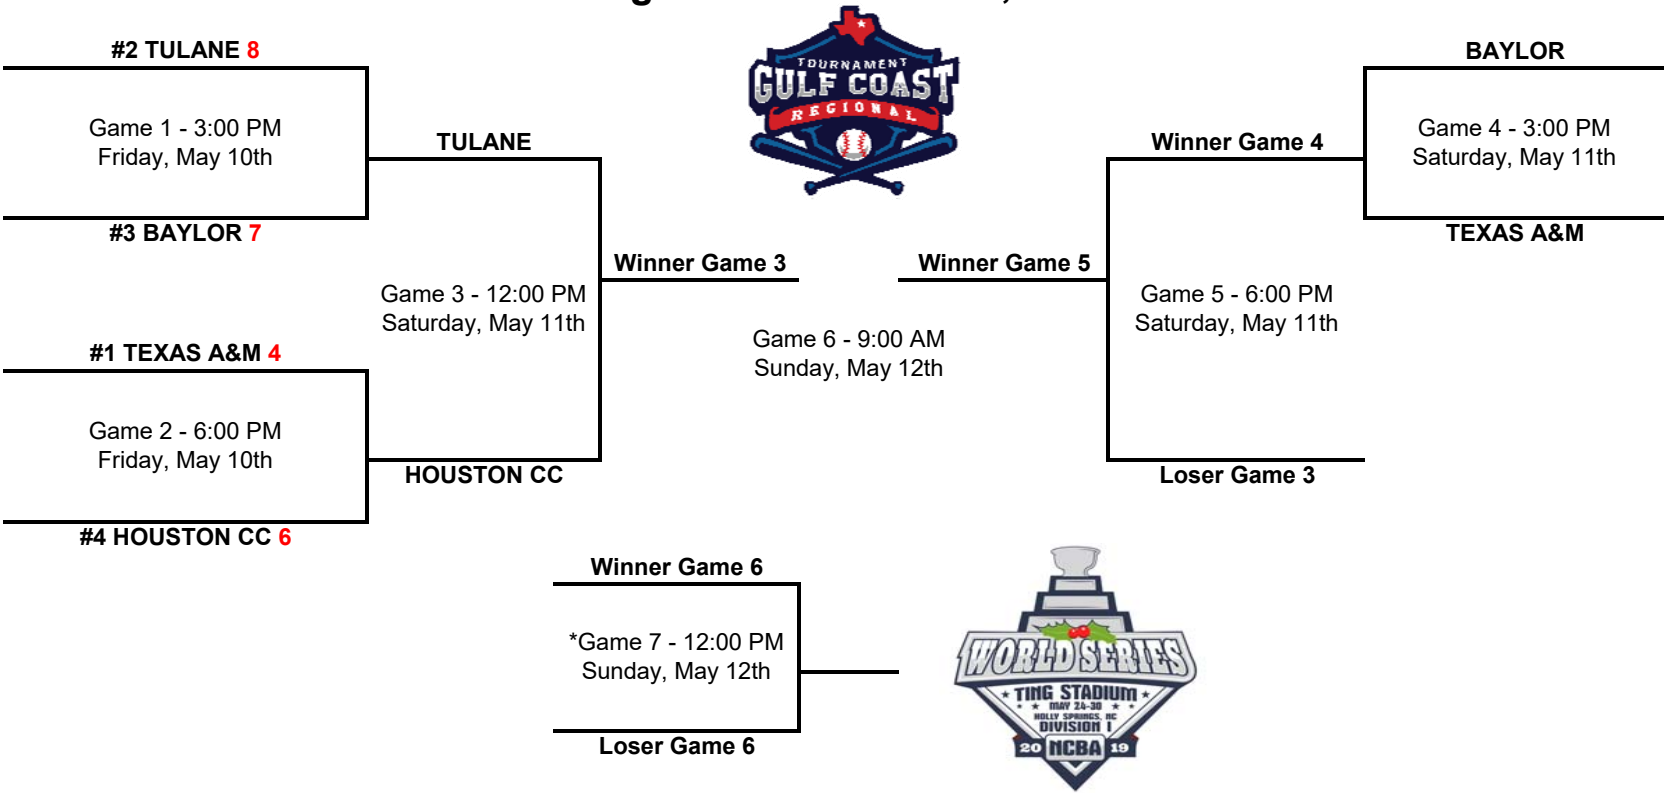 #2 TULANE 8
Game 1 - 3:00 PM
Friday, May 10th
#3 BAYLOR 7
TULANE
Game 3 - 12:00 PM
Saturday, May 11th
#1 TEXAS A&M 4
Game 2 - 6:00 PM
Friday, May 10th
#4 HOUSTON CC 6
HOUSTON CC
Winner Game 3
TOURNAMENT
GULF COAST
REGIONAL
Winner Game 5
Game 6 - 9:00 AM
Sunday, May 12th
Winner Game 4
Game 5 - 6:00 PM
Saturday, May 11th
Loser Game 3
BAYLOR
Game 4 - 3:00 PM
Saturday, May 11th
TEXAS A&M
Winner Game 6
*Game 7 - 12:00 PM
Sunday, May 12th
Loser Game 6
WORLD SERIES
TING STADIUM
MAY 24-30
HOLLY SPRINGS, NC
DIVISION I
20 NCBA 19